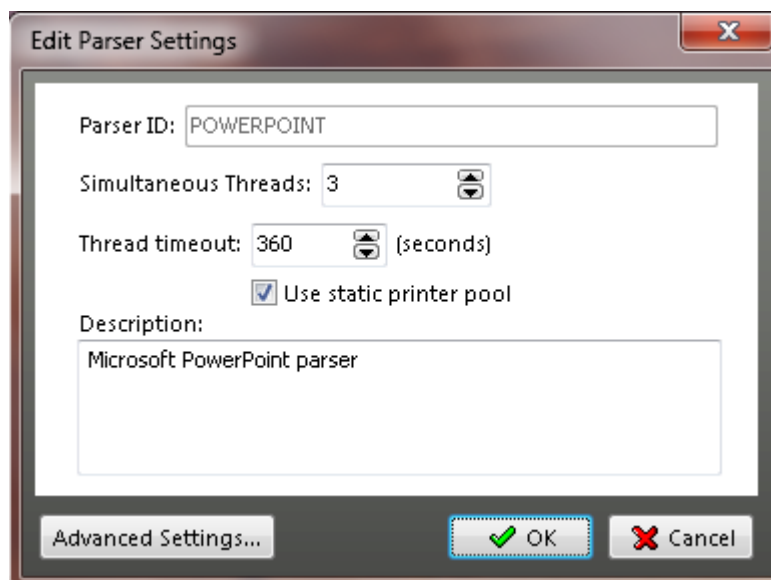 Edit Parser Settings
Parser ID: POWERPOINT
Simultaneous Threads: 3
Thread timeout: 360 (seconds)
Use static printer pool
Description:
Microsoft PowerPoint parser
Advanced Settings... OK Cancel